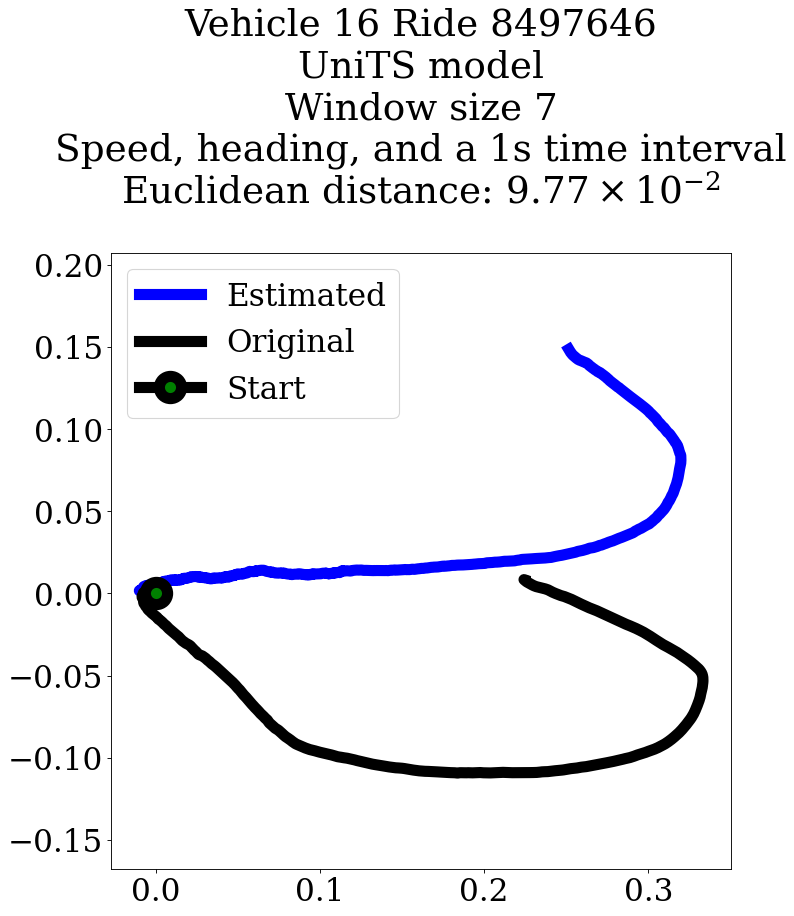 Vehicle 16 Ride 8497646
UniTS model
Window size 7
Speed, heading, and a 1s time interval
Euclidean distance: 9.77 × 10⁻²
0.20
0.15
0.10
0.05
0.00
−0.05
−0.10
−0.15
Estimated
Original
Start
0.0 0.1 0.2 0.3